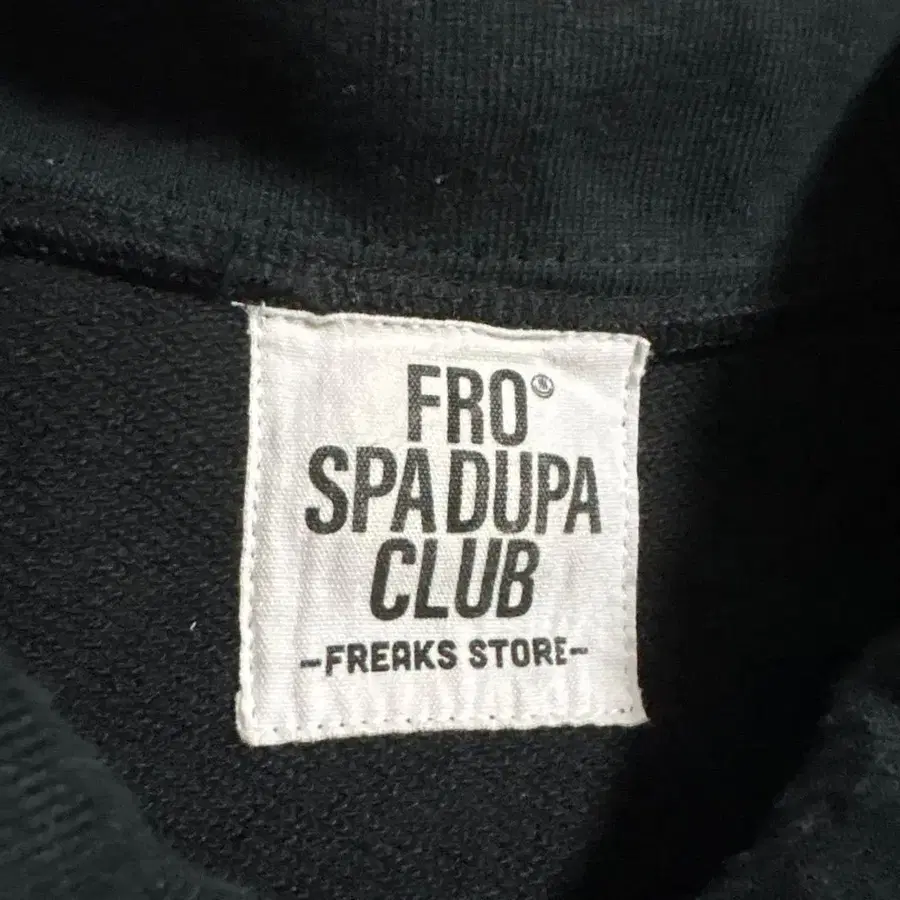 FRO
SPADUPA
CLUB
-FREAKS STORE-